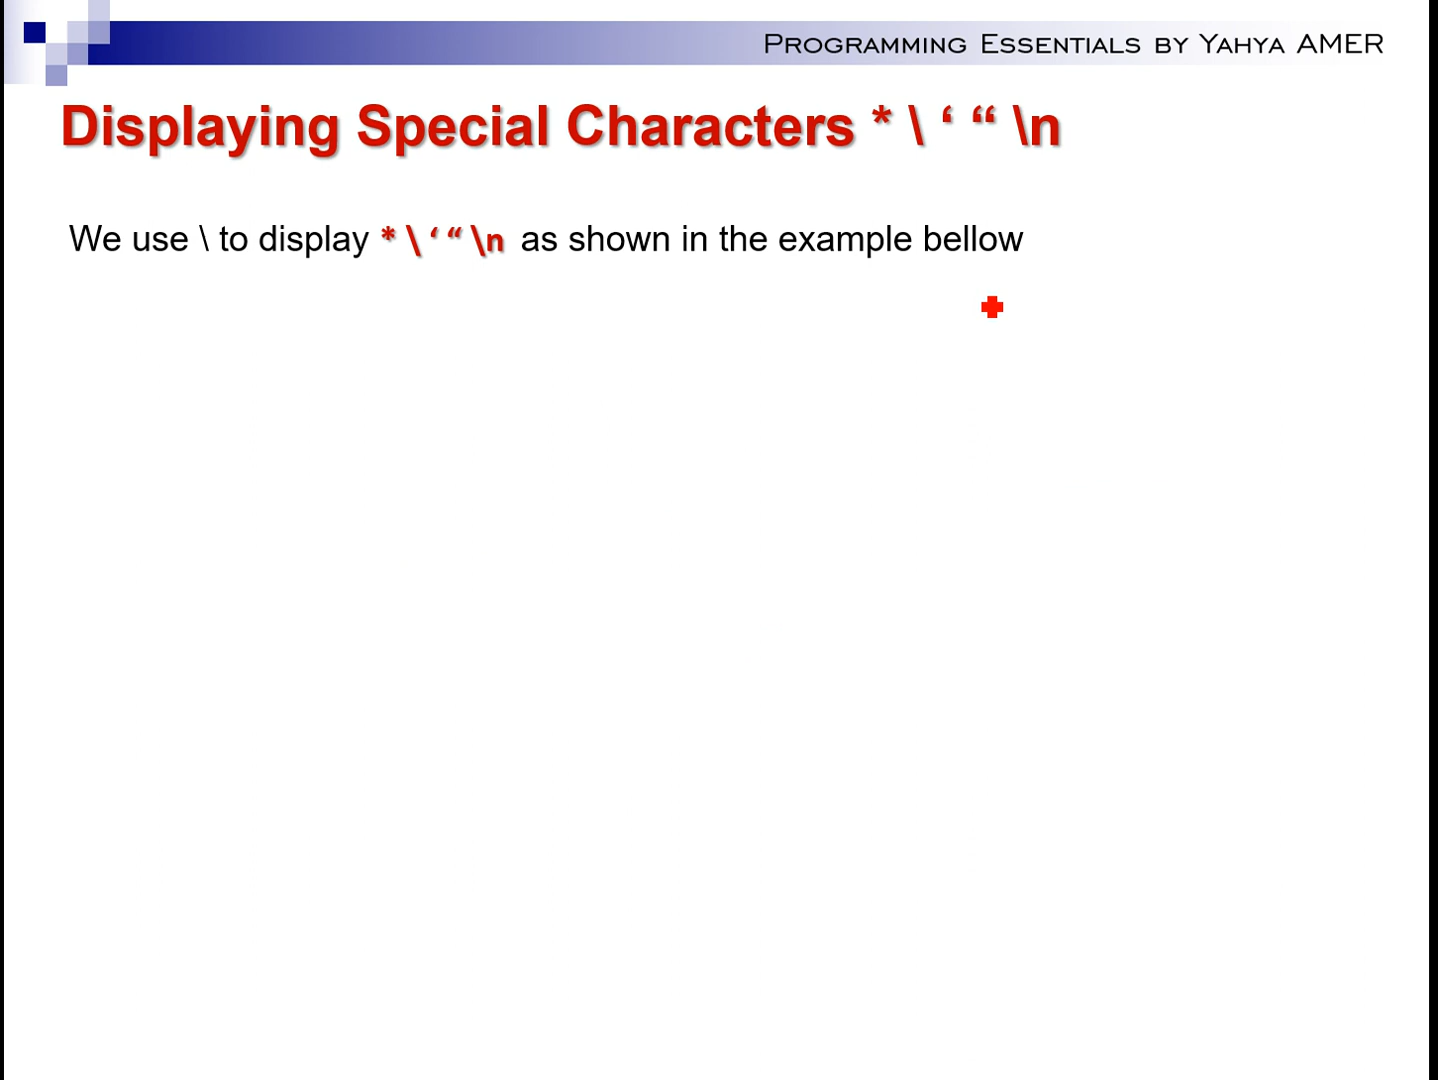 Programming Essentials by Yahya AMER
Displaying Special Characters * \ ‘ “ \n
We use \ to display * \ ‘ “ \n as shown in the example bellow